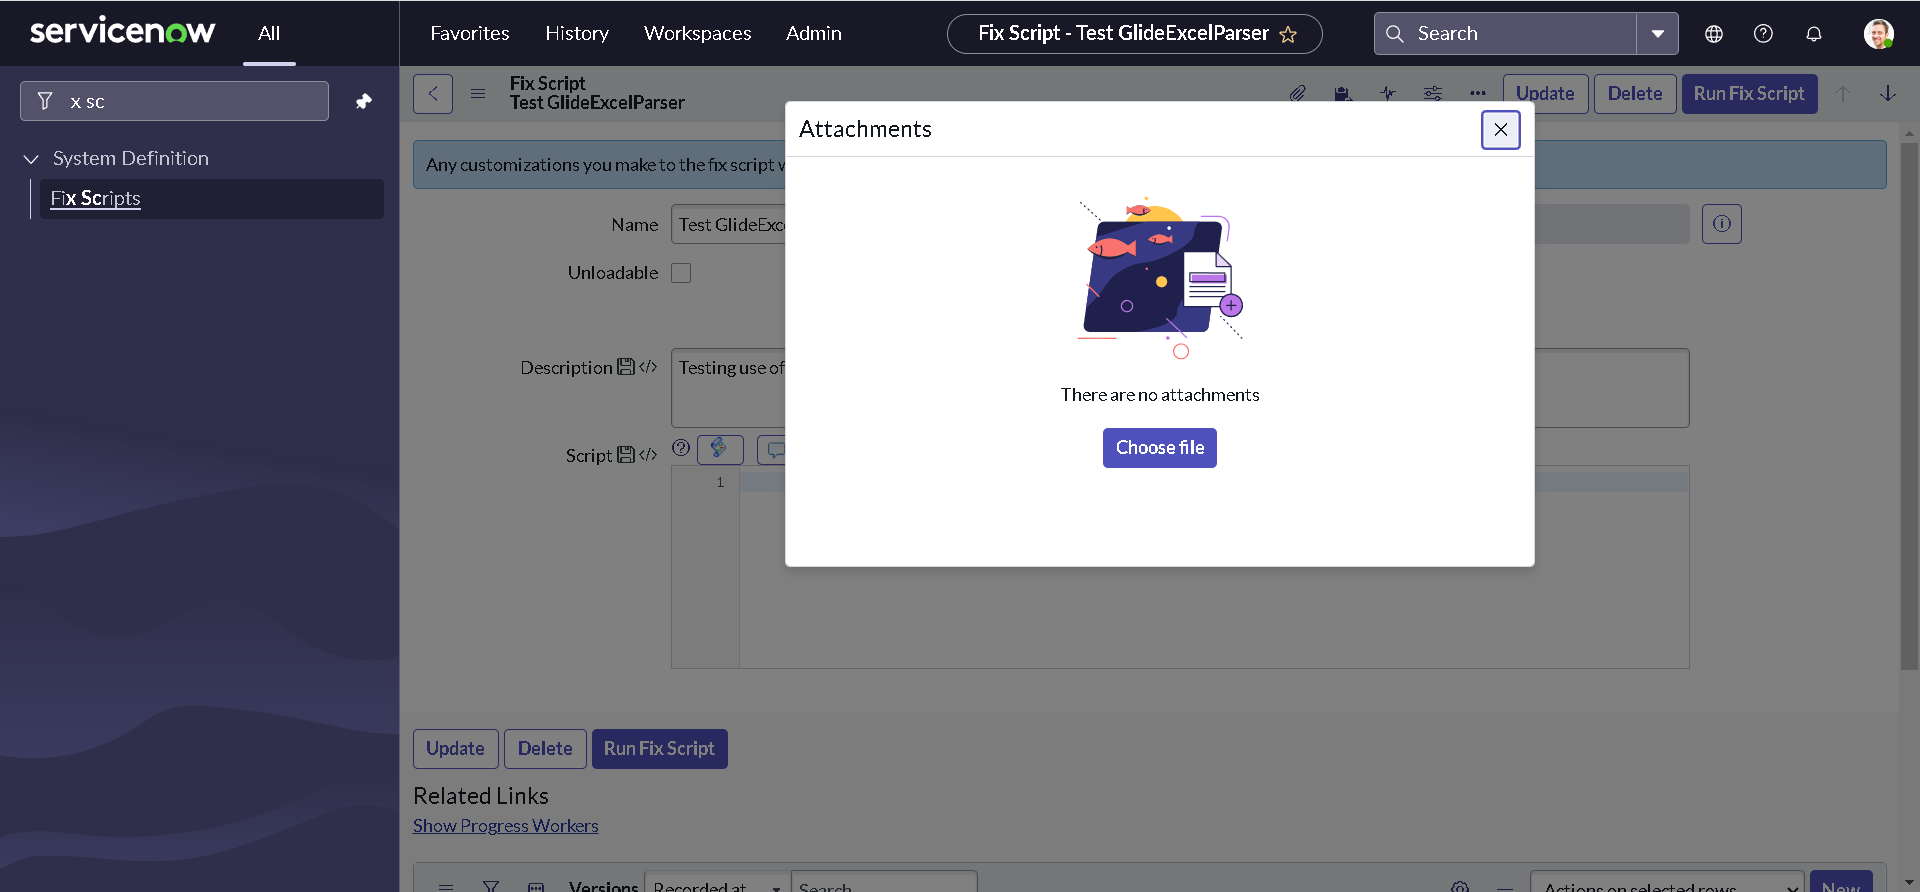 servicenow
All
Favorites
History
Workspaces
Admin
Fix Script - Test GlideExcelParser
Search
x sc
System Definition
Fix Scripts
Fix Script
Test GlideExcelParser
Update
Delete
Run Fix Script
Attachments
Any customizations you make to the fix script
Name
Test GlideExc
Unloadable
There are no attachments
Choose file
Description </>
Testing use of
Script </>
1
Update
Delete
Run Fix Script
Related Links
Show Progress Workers
Versions
Recorded at
Search
Actions on selected rows...
New